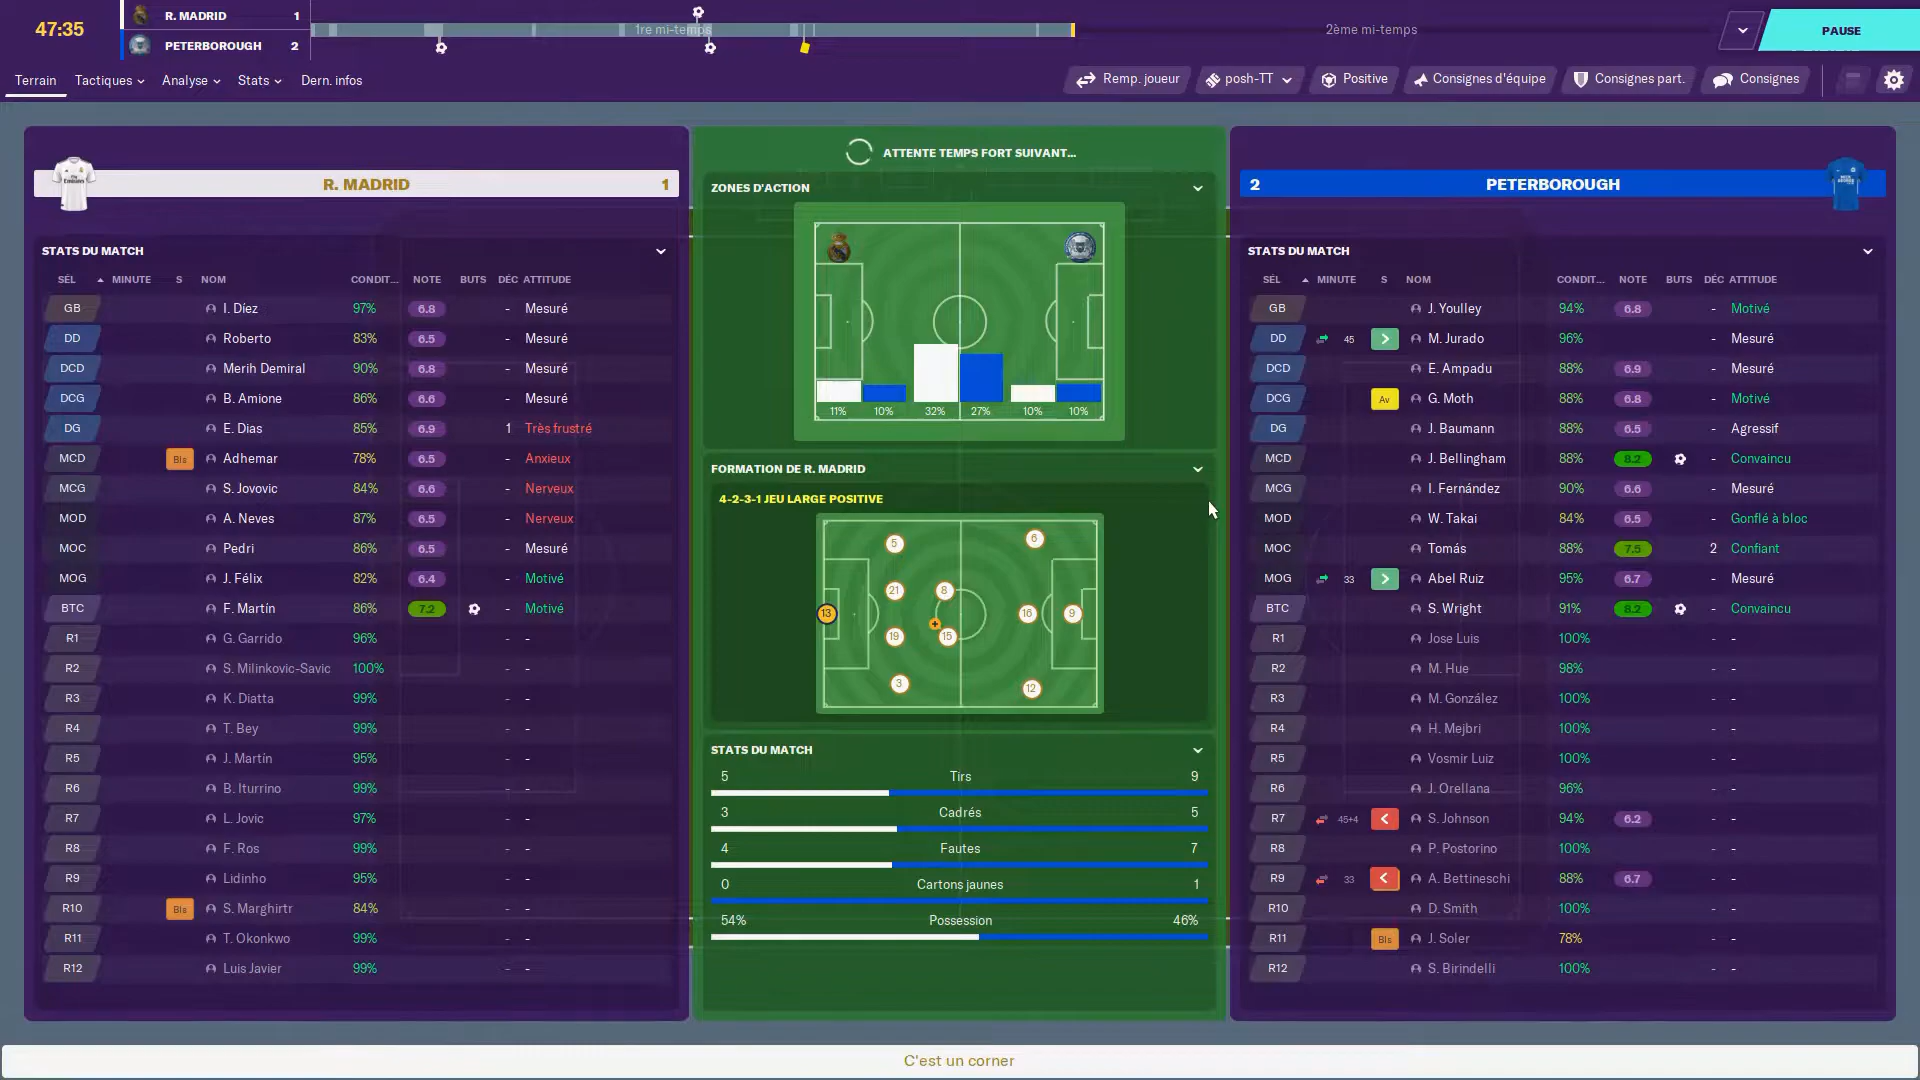 47:35
R. MADRID 1
PETERBOROUGH 2
1re mi-temps
2ème mi-temps
PAUSE
Terrain Tactiques Analyse Stats Dern. infos
Remp. joueur posh-TT Positive Consignes d'équipe Consignes part. Consignes
R. MADRID 1
STATS DU MATCH
SÉL MINUTE S NOM CONDIT... NOTE BUTS DÉC ATTITUDE
GB I. Díez 97% 6.8 - Mesuré
DD Roberto 83% 6.5 - Mesuré
DCD Merih Demiral 90% 6.8 - Mesuré
DCG B. Amione 86% 6.6 - Mesuré
DG E. Dias 85% 6.9 1 Très frustré
MCD Bls Adhemar 78% 6.5 - Anxieux
MCG S. Jovovic 84% 6.6 - Nerveux
MOD A. Neves 87% 6.5 - Nerveux
MOC Pedri 86% 6.5 - Mesuré
MOG J. Félix 82% 6.4 - Motivé
BTC F. Martín 86% 7.2 - Motivé
R1 G. Garrido 96% - -
R2 S. Milinkovic-Savic 100% - -
R3 K. Diatta 99% - -
R4 T. Bey 99% - -
R5 J. Martín 95% - -
R6 B. Iturrino 99% - -
R7 L. Jovic 97% - -
R8 F. Ros 99% - -
R9 Lidinho 95% - -
R10 Bls S. Marghirtr 84% - -
R11 T. Okonkwo 99% - -
R12 Luis Javier 99% - -
ATTENTE TEMPS FORT SUIVANT...
ZONES D'ACTION
11% 10% 32% 27% 10% 10%
FORMATION DE R. MADRID
4-2-3-1 JEU LARGE POSITIVE
5 6
21 8
13 16 9
19 15
3 12
STATS DU MATCH
5 Tirs 9
3 Cadrés 5
4 Fautes 7
0 Cartons jaunes 1
54% Possession 46%
2 PETERBOROUGH
STATS DU MATCH
SÉL MINUTE S NOM CONDIT... NOTE BUTS DÉC ATTITUDE
GB J. Youlley 94% 6.8 - Motivé
DD 45 M. Jurado 96% - Mesuré
DCD E. Ampadu 88% 6.9 - Mesuré
DCG Av G. Moth 88% 6.8 - Motivé
DG J. Baumann 88% 6.5 - Agressif
MCD J. Bellingham 88% 8.2 - Convaincu
MCG I. Fernández 90% 6.6 - Mesuré
MOD W. Takai 84% 6.5 - Gonflé à bloc
MOC Tomás 88% 7.5 2 Confiant
MOG 33 Abel Ruiz 95% 6.7 - Mesuré
BTC S. Wright 91% 8.2 - Convaincu
R1 Jose Luis 100% - -
R2 M. Hue 98% - -
R3 M. González 100% - -
R4 H. Mejbri 100% - -
R5 Vosmir Luiz 100% - -
R6 J. Orellana 96% - -
R7 45+4 S. Johnson 94% 6.2 - -
R8 P. Postorino 100% - -
R9 33 A. Bettineschi 88% 6.7 - -
R10 D. Smith 100% - -
R11 Bls J. Soler 78% - -
R12 S. Birindelli 100% - -
C'est un corner